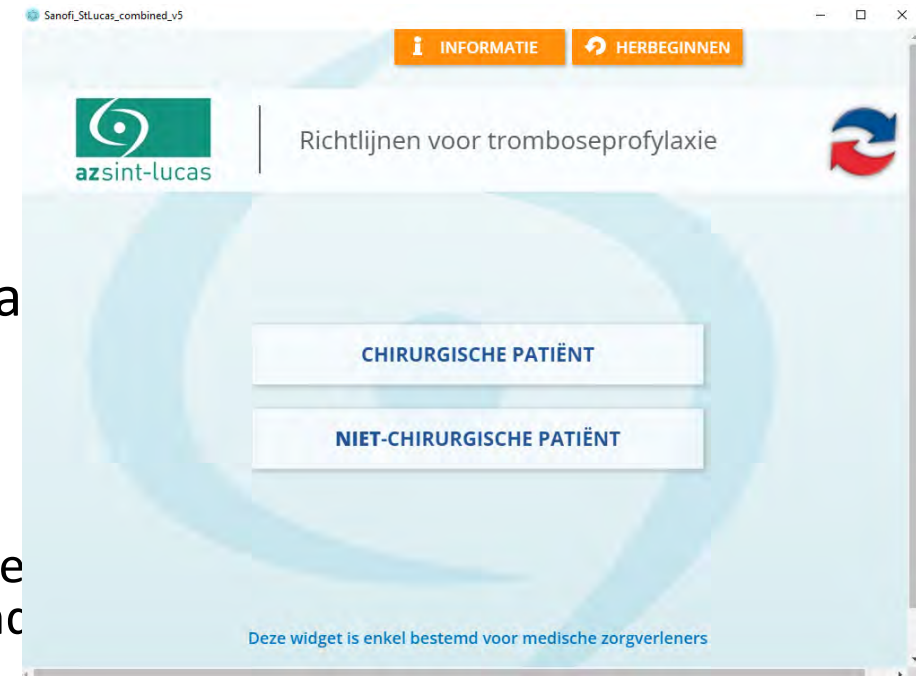 Sanofi_StLucas_combined_v5
INFORMATIE
HERBEGINNEN
azsint-lucas
Richtlijnen voor tromboseprofylaxie
CHIRURGISCHE PATIËNT
NIET-CHIRURGISCHE PATIËNT
Deze widget is enkel bestemd voor medische zorgverleners